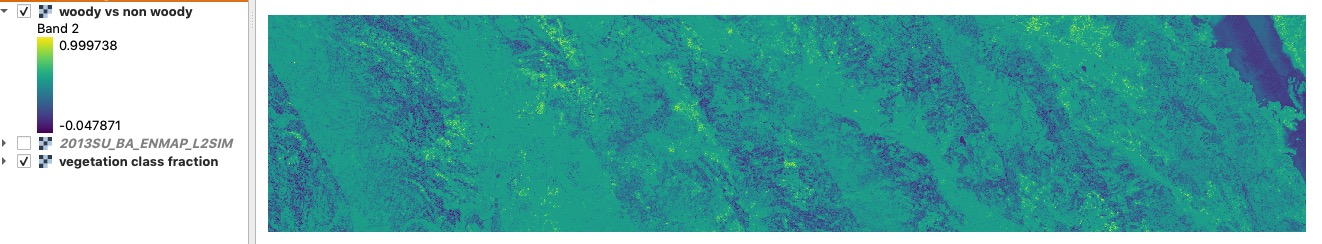 woody vs non woody
Band 2
0.999738
-0.047871
2013SU_BA_ENMAP_L2SIM
vegetation class fraction